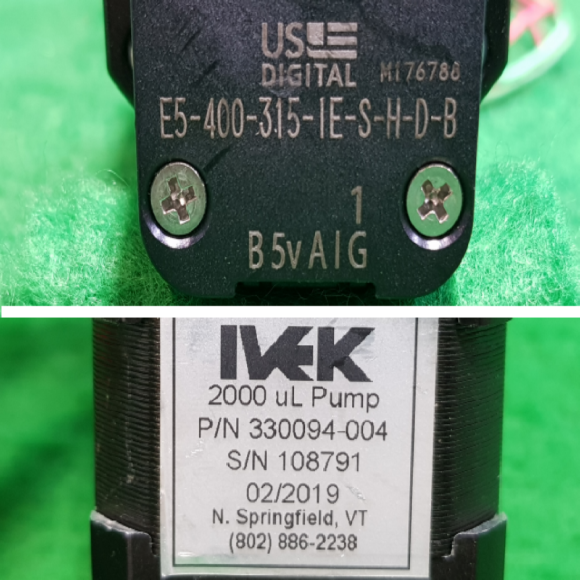 US
DIGITAL M176788
E5-400-315-IE-S-H-D-B
1
B5vAIG
IVEK
2000 uL Pump
P/N 330094-004
S/N 108791
02/2019
N. Springfield, VT
(802) 886-2238